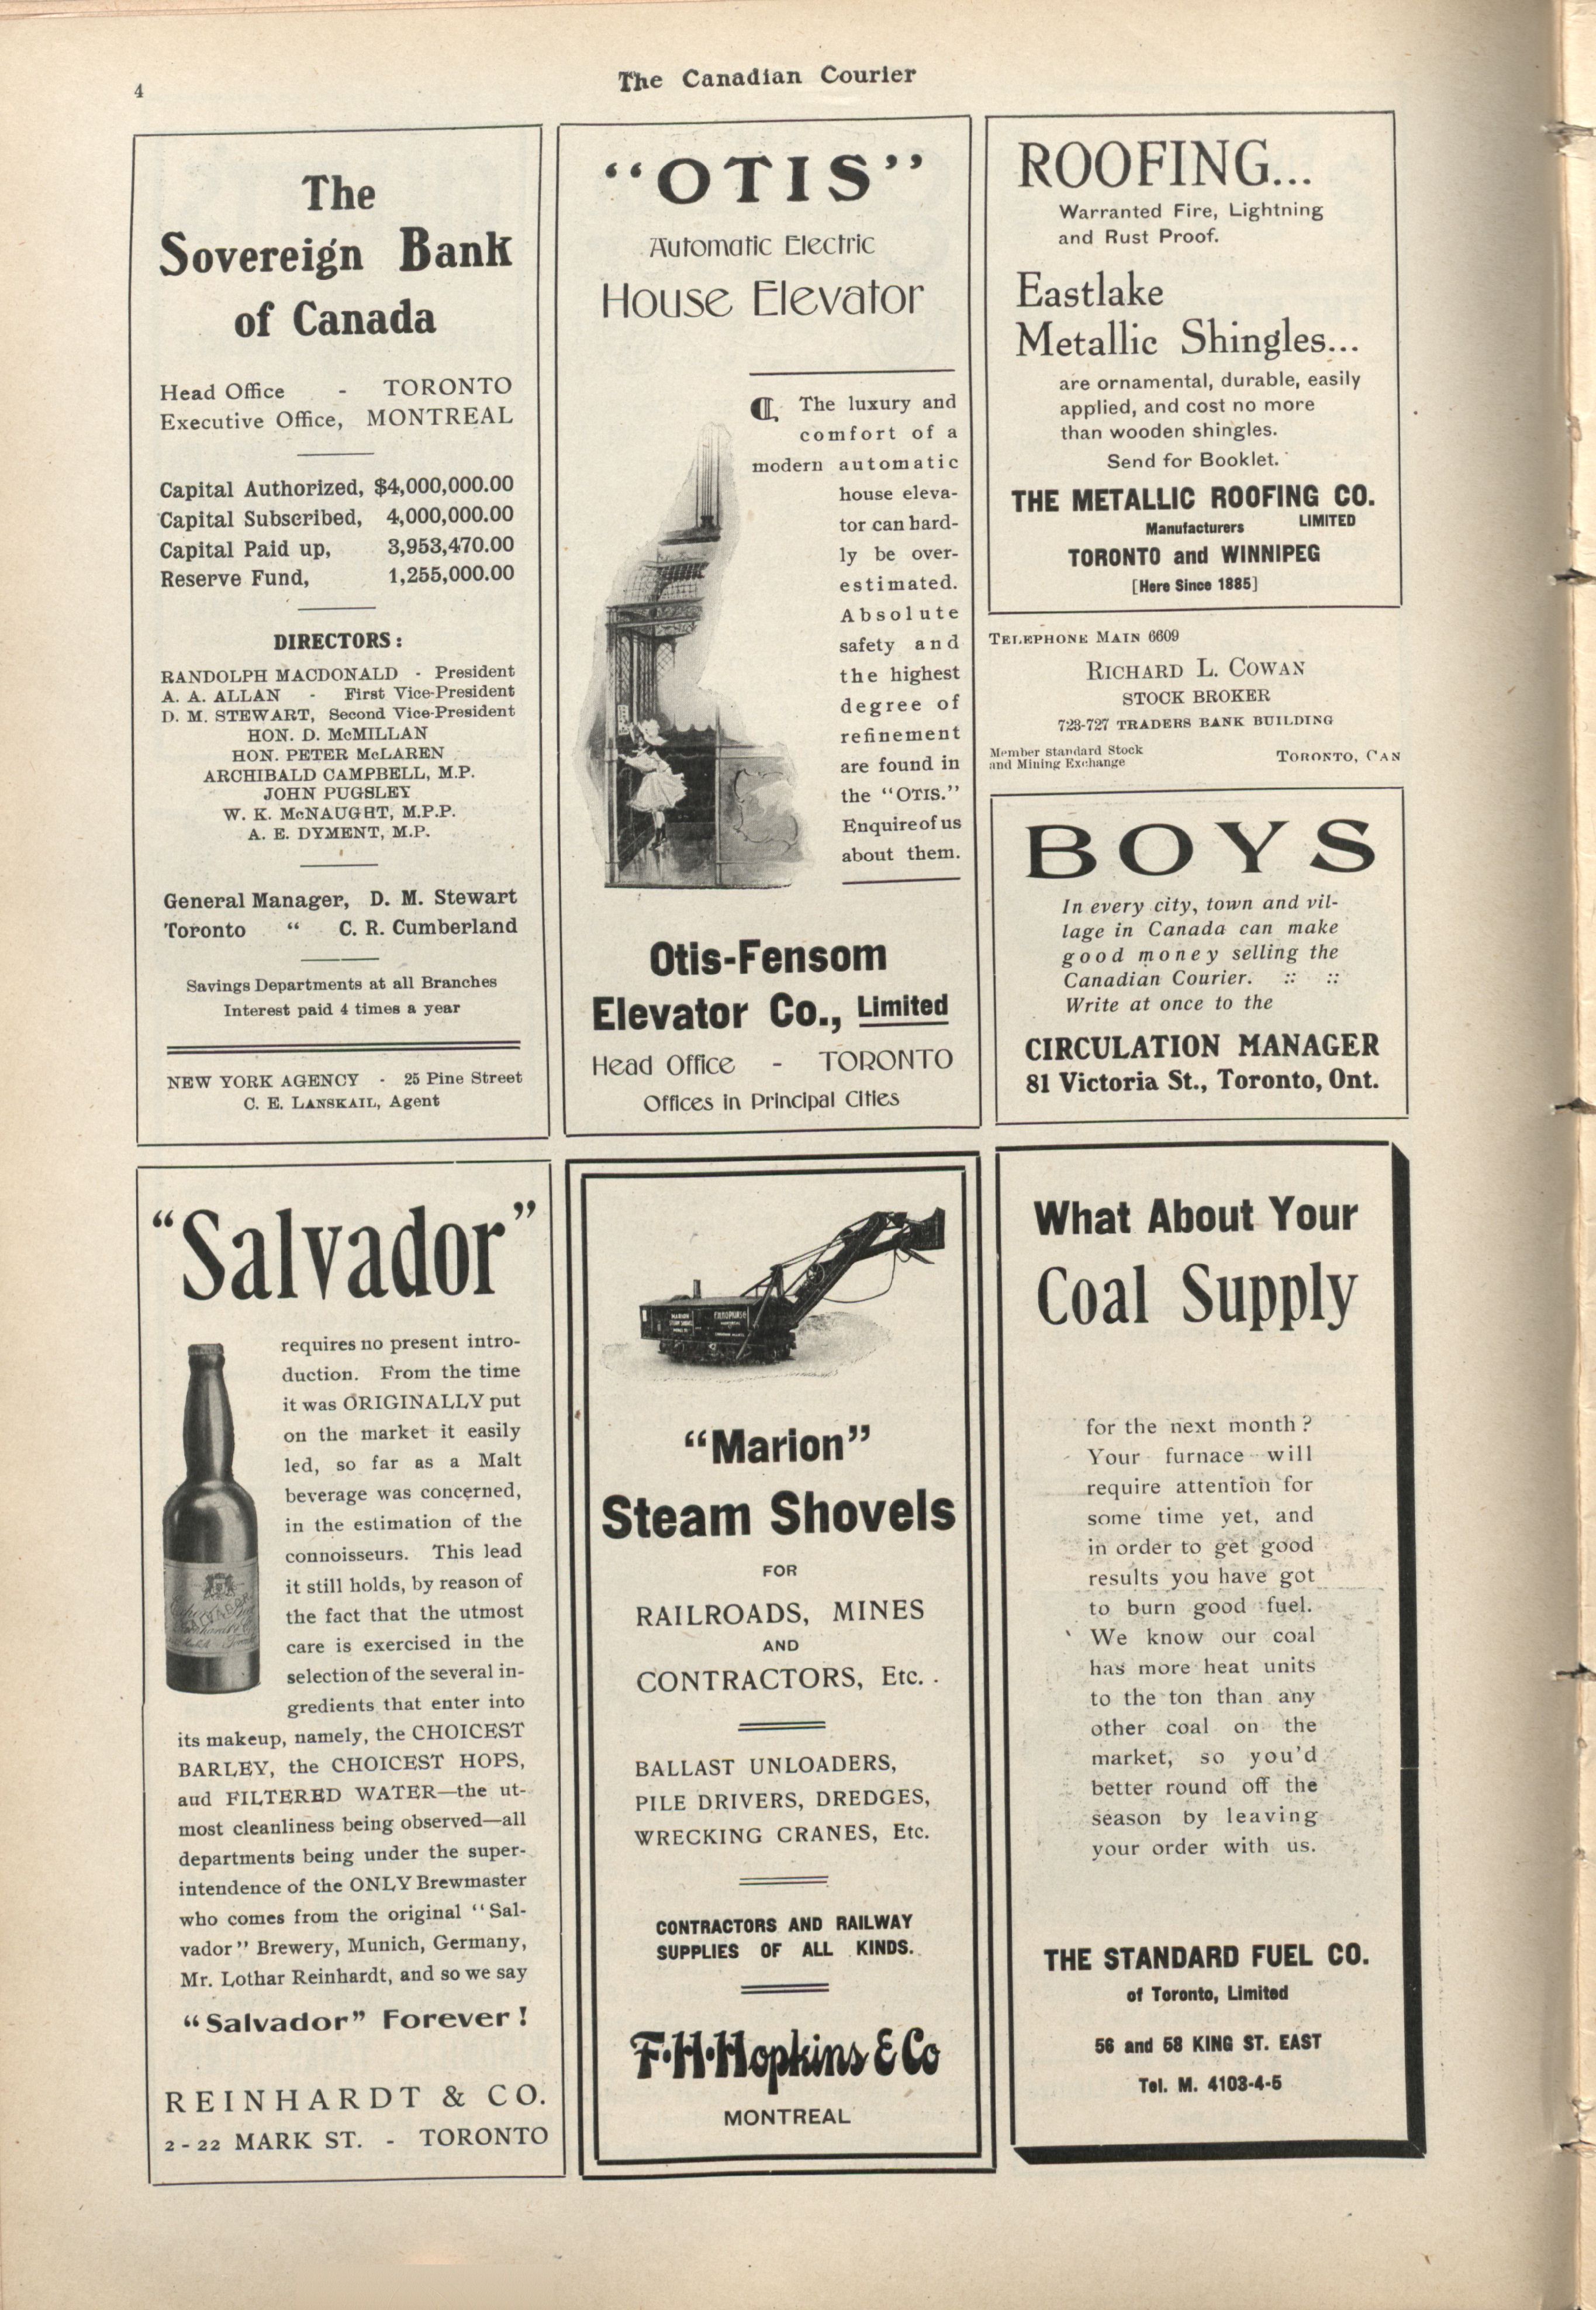 4
The Canadian Courier
The
Sovereign Bank
of Canada
Head Office - TORONTO
Executive Office, MONTREAL
Capital Authorized, $4,000,000.00
Capital Subscribed, 4,000,000.00
Capital Paid up, 3,953,470.00
Reserve Fund, 1,255,000.00
DIRECTORS:
RANDOLPH MACDONALD - President
A. A. ALLAN - First Vice-President
D. M. STEWART, Second Vice-President
HON. D. McMILLAN
HON. PETER McLAREN
ARCHIBALD CAMPBELL, M.P.
JOHN PUGSLEY
W. K. McNAUGHT, M.P.P.
A. E. DYMENT, M.P.
General Manager, D. M. Stewart
Toronto “ C. R. Cumberland
Savings Departments at all Branches
Interest paid 4 times a year
NEW YORK AGENCY - 25 Pine Street
C. E. LANSKAIL, Agent
“OTIS”
Automatic Electric
House Elevator
The luxury and
comfort of a
modern automatic
house eleva-
tor can hard-
ly be over-
estimated.
Absolute
safety and
the highest
degree of
refinement
are found in
the “OTIS.”
Enquire of us
about them.
Otis-Fensom
Elevator Co., Limited
Head Office - TORONTO
Offices in Principal Cities
ROOFING...
Warranted Fire, Lightning
and Rust Proof.
Eastlake
Metallic Shingles...
are ornamental, durable, easily
applied, and cost no more
than wooden shingles.
Send for Booklet.
THE METALLIC ROOFING CO.
Manufacturers LIMITED
TORONTO and WINNIPEG
[Here Since 1885]
TELEPHONE MAIN 6609
RICHARD L. COWAN
STOCK BROKER
723-727 TRADERS BANK BUILDING
Member Standard Stock
and Mining Exchange
TORONTO, CAN
BOYS
In every city, town and vil-
lage in Canada can make
good money selling the
Canadian Courier. :: ::
Write at once to the
CIRCULATION MANAGER
81 Victoria St., Toronto, Ont.
“Salvador”
requires no present intro-
duction. From the time
it was ORIGINALLY put
on the market it easily
led, so far as a Malt
beverage was concerned,
in the estimation of the
connoisseurs. This lead
it still holds, by reason of
the fact that the utmost
care is exercised in the
selection of the several in-
gredients that enter into
its makeup, namely, the CHOICEST
BARLEY, the CHOICEST HOPS,
and FILTERED WATER—the ut-
most cleanliness being observed—all
departments being under the super-
intendence of the ONLY Brewmaster
who comes from the original “Sal-
vador” Brewery, Munich, Germany,
Mr. Lothar Reinhardt, and so we say
“Salvador” Forever!
REINHARDT & CO.
2-22 MARK ST. - TORONTO
MARION
“Marion”
Steam Shovels
FOR
RAILROADS, MINES
AND
CONTRACTORS, Etc. .
BALLAST UNLOADERS,
PILE DRIVERS, DREDGES,
WRECKING CRANES, Etc.
CONTRACTORS AND RAILWAY
SUPPLIES OF ALL KINDS.
F·H·Hopkins & Co
MONTREAL
What About Your
Coal Supply
for the next month?
Your furnace will
require attention for
some time yet, and
in order to get good
results you have got
to burn good fuel.
We know our coal
has more heat units
to the ton than any
other coal on the
market, so you'd
better round off the
season by leaving
your order with us.
THE STANDARD FUEL CO.
of Toronto, Limited
56 and 58 KING ST. EAST
Tel. M. 4103-4-5